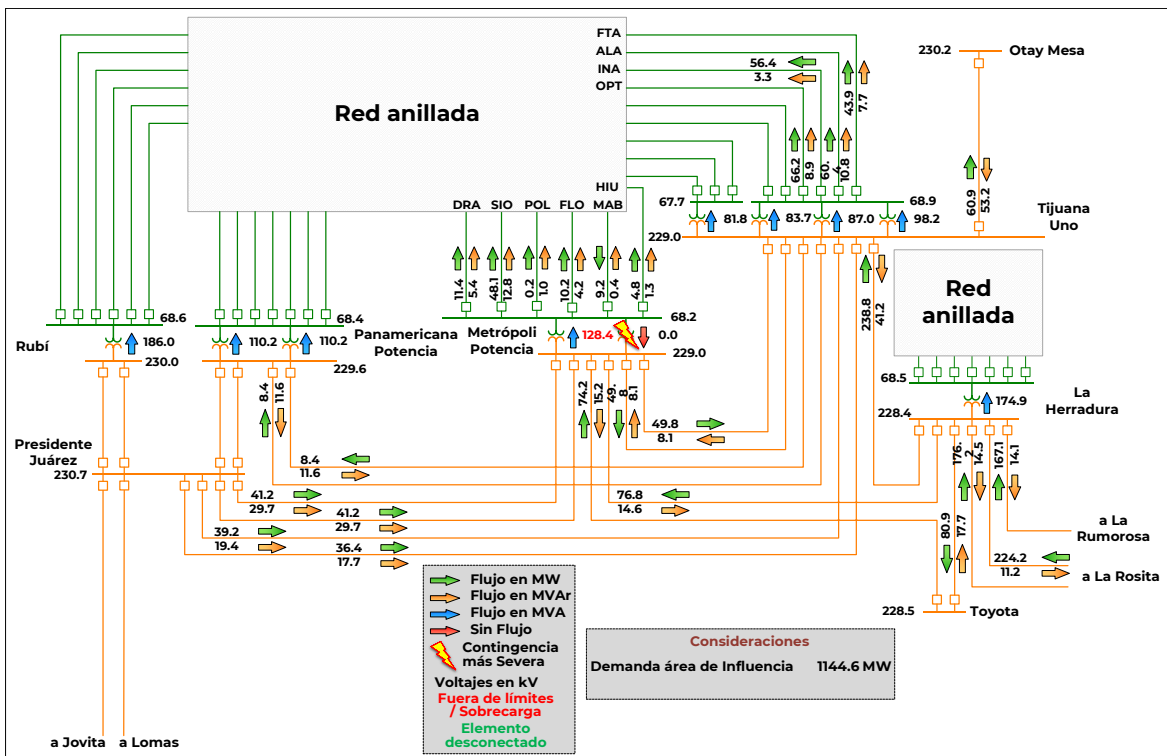 FTA
ALA
INA
OPT
Red anillada
HIU
DRA SIO POL FLO MAB
56.4
3.3
43.9
7.7
66.2
8.9
60.
4
10.8
230.2 Otay Mesa
60.9
53.2
67.7
68.9
81.8 83.7 87.0 98.2
229.0
Tijuana
Uno
11.4
5.4
48.1
12.8
0.2
1.0
10.2
4.2
9.2
0.4
4.8
1.3
238.8
41.2
Red
anillada
68.6
Rubí
186.0
230.0
68.4
Panamericana
Potencia
110.2 110.2
229.6
68.2
Metrópoli
Potencia
128.4 0.0
229.0
68.5
La
Herradura
174.9
228.4
8.4
11.6
74.2
15.2
49.
8
8.1
49.8
8.1
176.
2
14.5
167.1
14.1
Presidente
Juárez
230.7
8.4
11.6
41.2
29.7
41.2
29.7
76.8
14.6
39.2
19.4
36.4
17.7
80.9
17.7
a La
Rumorosa
224.2
11.2
a La Rosita
228.5 Toyota
Flujo en MW
Flujo en MVAr
Flujo en MVA
Sin Flujo
Contingencia
más Severa
Voltajes en kV
Fuera de límites
/ Sobrecarga
Elemento
desconectado
Consideraciones
Demanda área de Influencia 1144.6 MW
a Jovita a Lomas